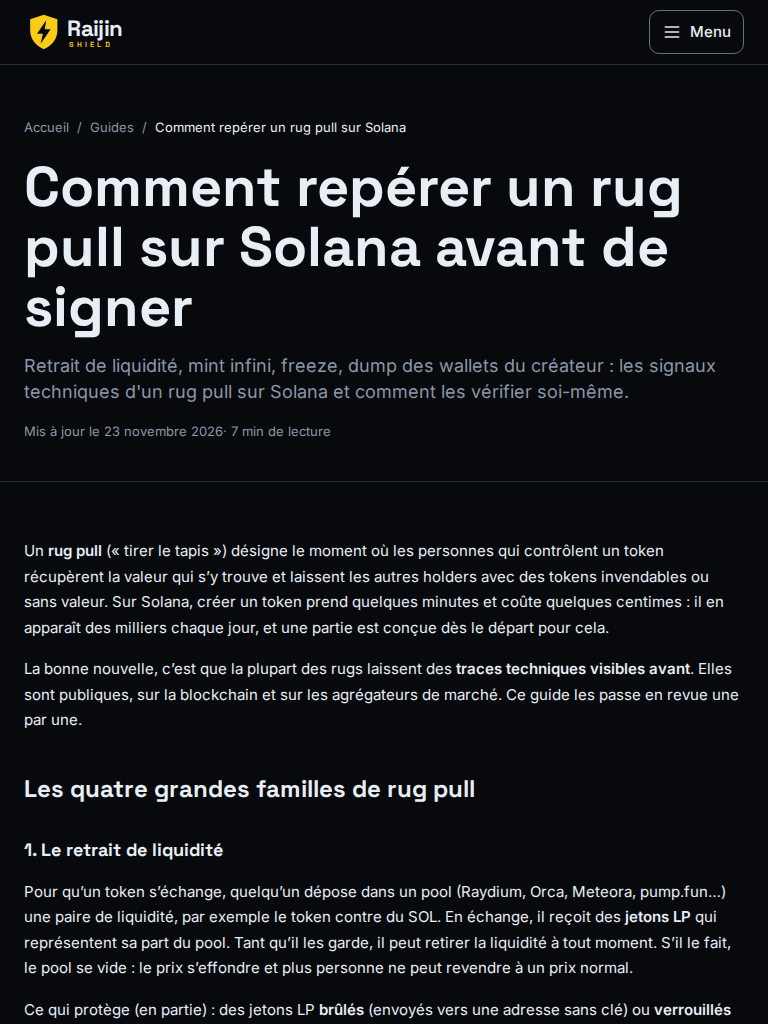 Raijin
SHIELD
Menu
Accueil / Guides / Comment repérer un rug pull sur Solana
Comment repérer un rug
pull sur Solana avant de
signer
Retrait de liquidité, mint infini, freeze, dump des wallets du créateur : les signaux
techniques d'un rug pull sur Solana et comment les vérifier soi-même.
Mis à jour le 23 novembre 2026· 7 min de lecture
Un rug pull (« tirer le tapis ») désigne le moment où les personnes qui contrôlent un token
récupèrent la valeur qui s’y trouve et laissent les autres holders avec des tokens invendables ou
sans valeur. Sur Solana, créer un token prend quelques minutes et coûte quelques centimes : il en
apparaît des milliers chaque jour, et une partie est conçue dès le départ pour cela.
La bonne nouvelle, c’est que la plupart des rugs laissent des traces techniques visibles avant. Elles
sont publiques, sur la blockchain et sur les agrégateurs de marché. Ce guide les passe en revue une
par une.
Les quatre grandes familles de rug pull
1. Le retrait de liquidité
Pour qu’un token s’échange, quelqu’un dépose dans un pool (Raydium, Orca, Meteora, pump.fun…)
une paire de liquidité, par exemple le token contre du SOL. En échange, il reçoit des jetons LP qui
représentent sa part du pool. Tant qu’il les garde, il peut retirer la liquidité à tout moment. S’il le fait,
le pool se vide : le prix s’effondre et plus personne ne peut revendre à un prix normal.
Ce qui protège (en partie) : des jetons LP brûlés (envoyés vers une adresse sans clé) ou verrouillés